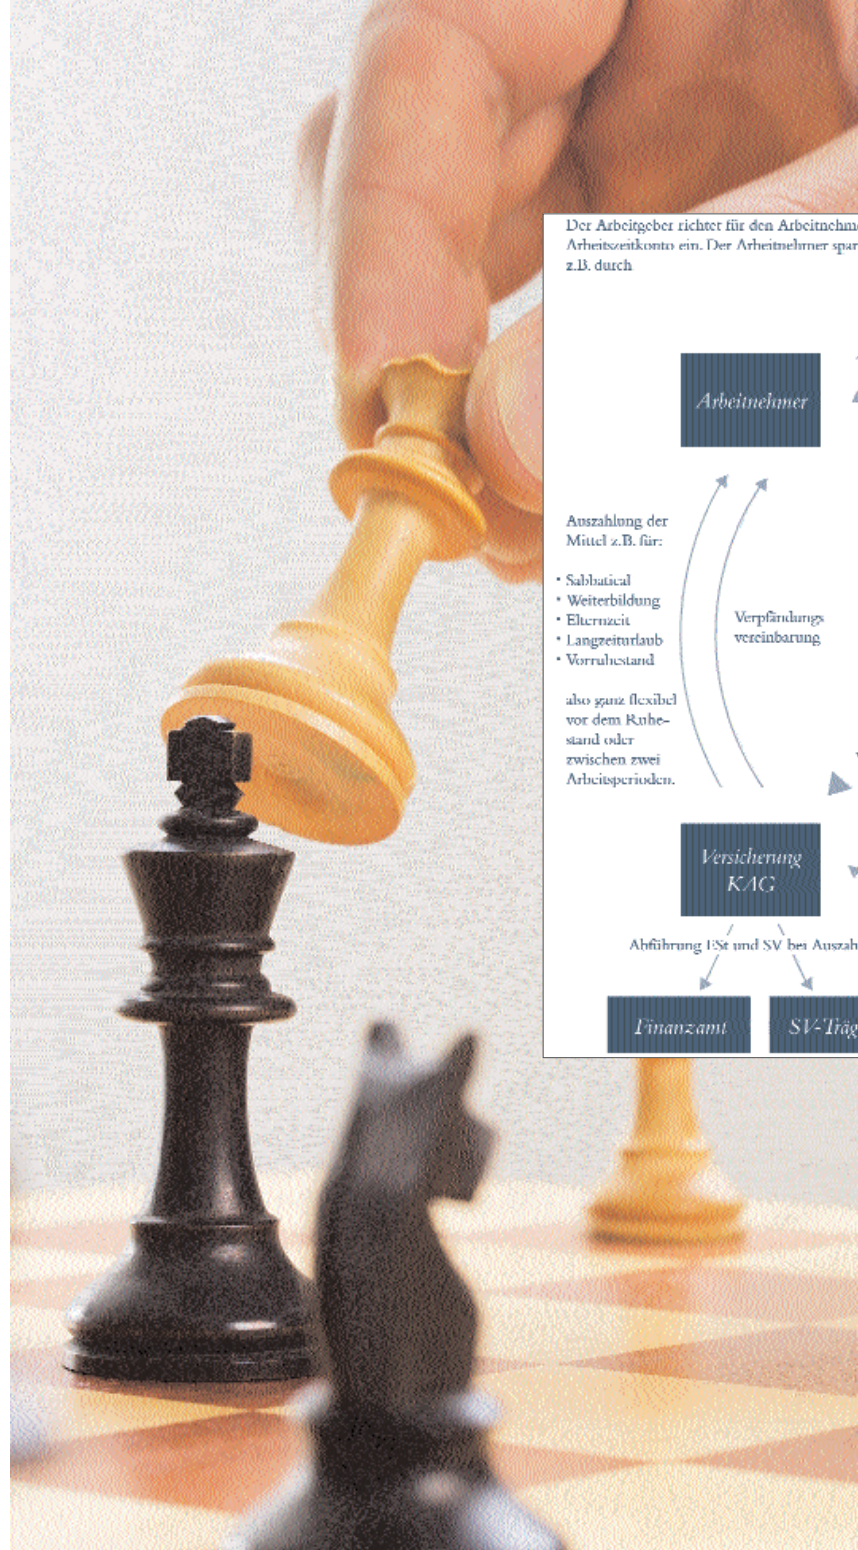 Der Arbeitgeber richtet für den Arbeitnehme
Arbeitszeitkonto ein. Der Arbeitnehmer spar
z.B. durch
Arbeitnehmer
Auszahlung der
Mittel z.B. für:
• Sabbatical
• Weiterbildung
• Elternzeit
• Langzeiturlaub
• Vorruhestand
also ganz flexibel
vor dem Ruhe-
stand oder
zwischen zwei
Arbeitsperioden.
Verpfändungs
vereinbarung
Versicherung
KAG
Abführung ESt und SV bei Auszah
Finanzamt
SV-Träg